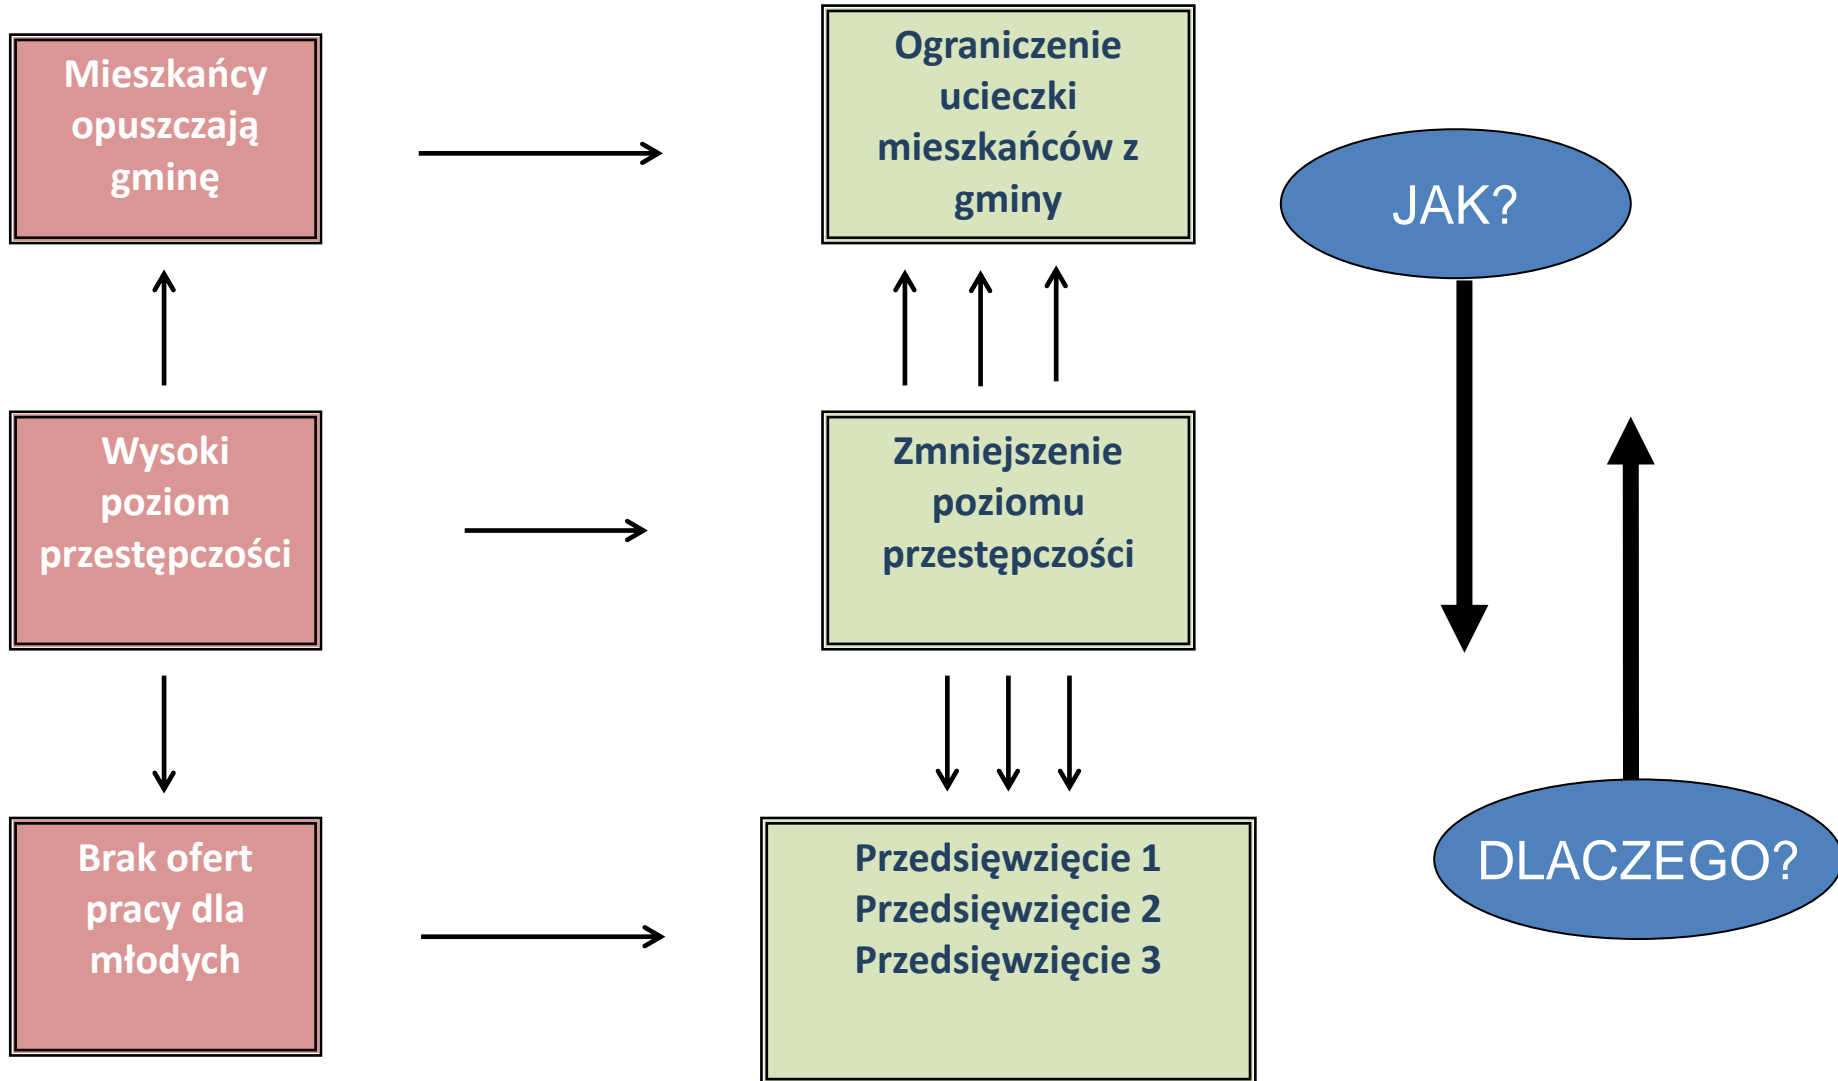 Mieszkańcy
opuszczają
gminę
Ograniczenie
ucieczki
mieszkańców z
gminy
JAK?
Wysoki
poziom
przestępczości
Zmniejszenie
poziomu
przestępczości
Brak ofert
pracy dla
młodych
Przedsięwzięcie 1
Przedsięwzięcie 2
Przedsięwzięcie 3
DLACZEGO?